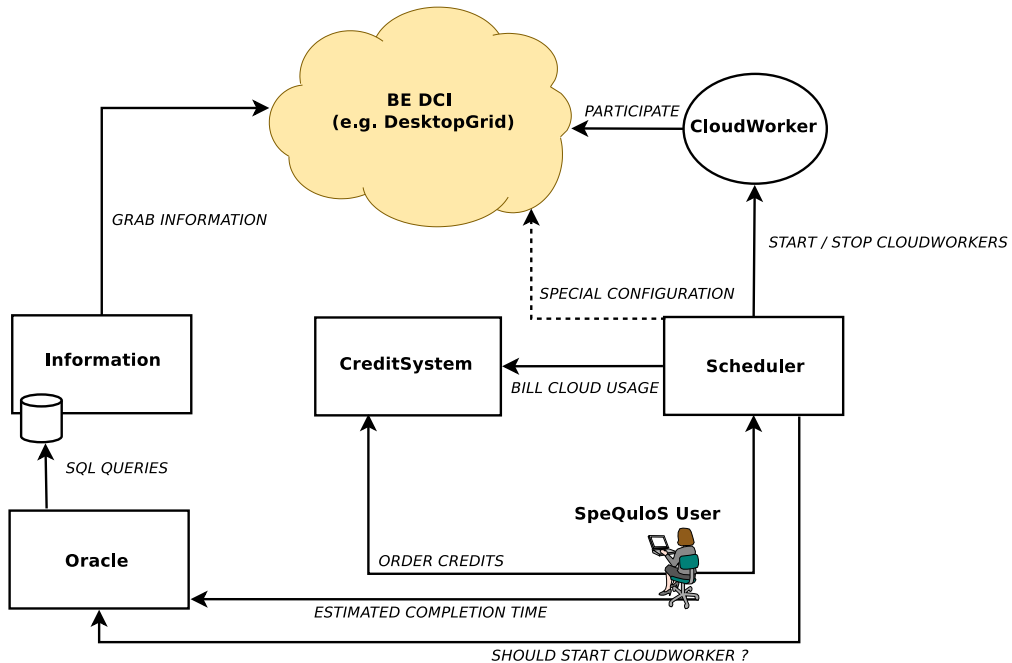 BE DCI
(e.g. DesktopGrid)
PARTICIPATE
CloudWorker
GRAB INFORMATION
START / STOP CLOUDWORKERS
SPECIAL CONFIGURATION
Information
CreditSystem
Scheduler
BILL CLOUD USAGE
SQL QUERIES
SpeQuloS User
Oracle
ORDER CREDITS
ESTIMATED COMPLETION TIME
SHOULD START CLOUDWORKER ?